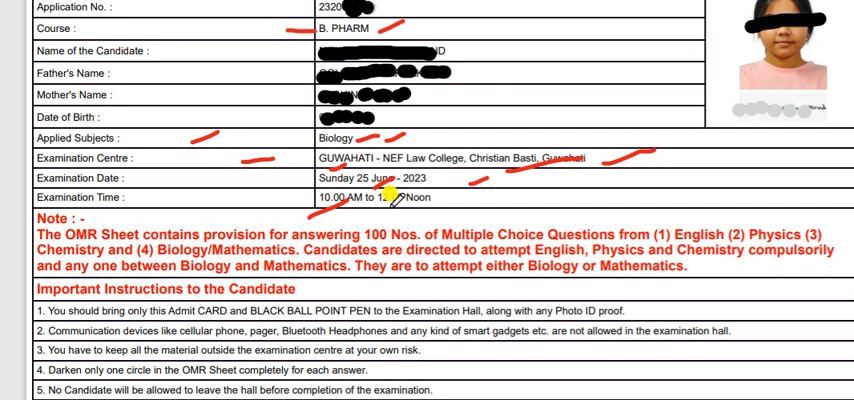 Application No. : 2320
Course : B. PHARM
Name of the Candidate : D
Father's Name :
Mother's Name :
Date of Birth :
Applied Subjects : Biology
Examination Centre : GUWAHATI - NEF Law College, Christian Basti, Guwahati
Examination Date : Sunday 25 June - 2023
Examination Time : 10.00 AM to Noon
Note : -
The OMR Sheet contains provision for answering 100 Nos. of Multiple Choice Questions from (1) English (2) Physics (3)
Chemistry and (4) Biology/Mathematics. Candidates are directed to attempt English, Physics and Chemistry compulsorily
and any one between Biology and Mathematics. They are to attempt either Biology or Mathematics.
Important Instructions to the Candidate
1. You should bring only this Admit CARD and BLACK BALL POINT PEN to the Examination Hall, along with any Photo ID proof.
2. Communication devices like cellular phone, pager, Bluetooth Headphones and any kind of smart gadgets etc. are not allowed in the examination hall.
3. You have to keep all the material outside the examination centre at your own risk.
4. Darken only one circle in the OMR Sheet completely for each answer.
5. No Candidate will be allowed to leave the hall before completion of the examination.